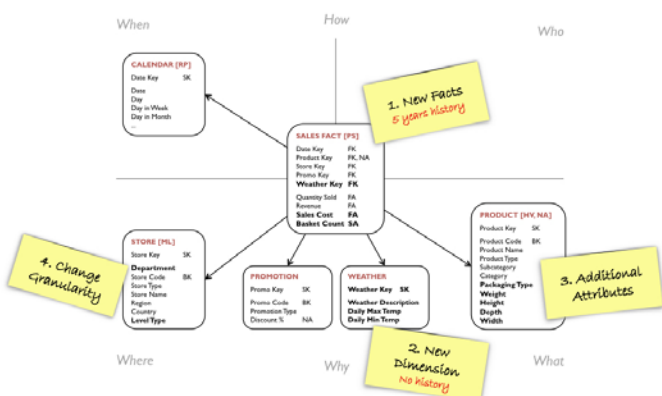 When
How
Who
CALENDAR [RP]
Date Key SK
Date
Day
Day in Week
Day in Month
...
1. New Facts
5 years history
SALES FACT [PS]
Date Key FK
Product Key FK, NA
Store Key FK
Promo Key FK
Weather Key FK
Quantity Sold FA
Revenue FA
Sales Cost FA
Basket Count SA
4. Change
Granularity
STORE [ML]
Store Key SK
Department
Store Code BK
Store Type
Store Name
Region
Country
Level Type
PROMOTION
Promo Key SK
Promo Code BK
Promotion Type
Discount % NA
WEATHER
Weather Key SK
Weather Description
Daily Max Temp
Daily Min Temp
PRODUCT [HV, NA]
Product Key SK
Product Code BK
Product Name
Product Type
Subcategory
Category
Packaging Type
Weight
Height
Depth
Width
3. Additional
Attributes
2. New
Dimension
No history
Where
Why
What